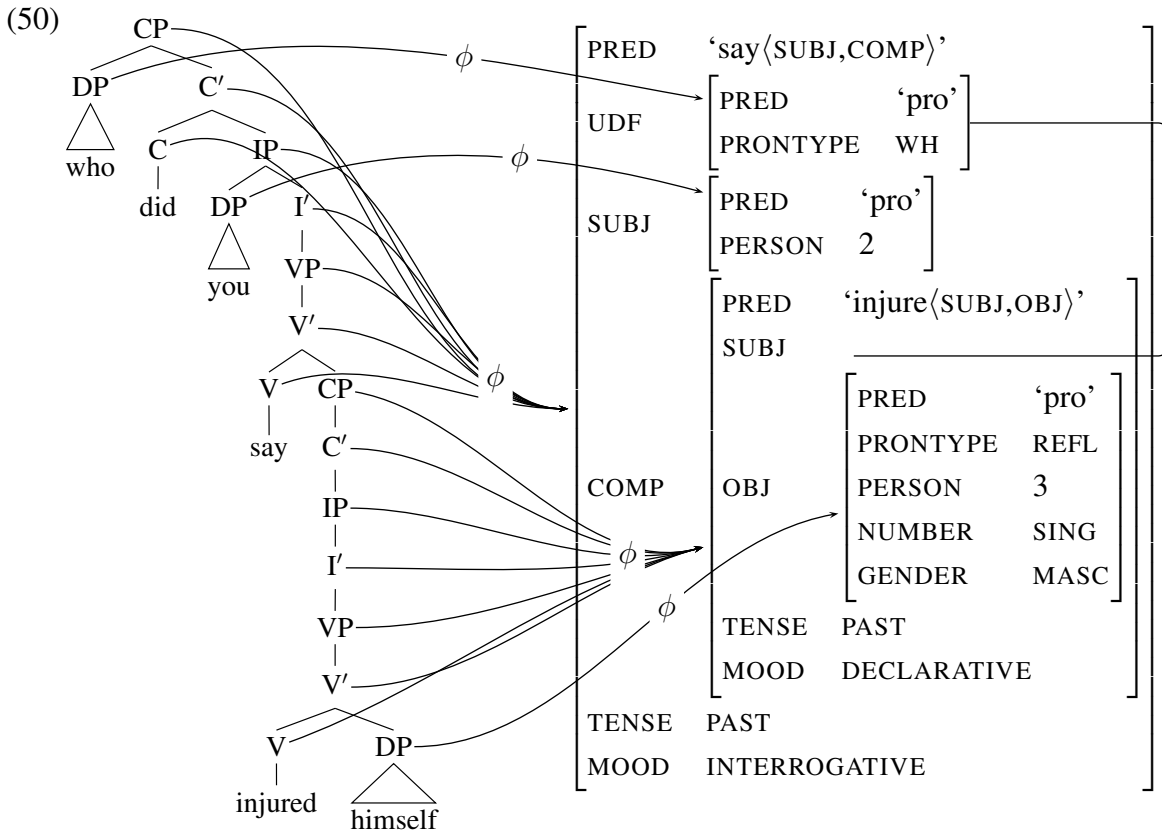 (50)
CP
DP C′
who
C IP
did
DP I′
you
VP
V′
V CP
say
C′
IP
I′
VP
V′
V DP
injured himself
ϕ
ϕ
ϕ
ϕ
ϕ
PRED ‘say⟨SUBJ,COMP⟩’
UDF
PRED ‘pro’
PRONTYPE WH
SUBJ
PRED ‘pro’
PERSON 2
COMP
PRED ‘injure⟨SUBJ,OBJ⟩’
SUBJ
OBJ
PRED ‘pro’
PRONTYPE REFL
PERSON 3
NUMBER SING
GENDER MASC
TENSE PAST
MOOD DECLARATIVE
TENSE PAST
MOOD INTERROGATIVE